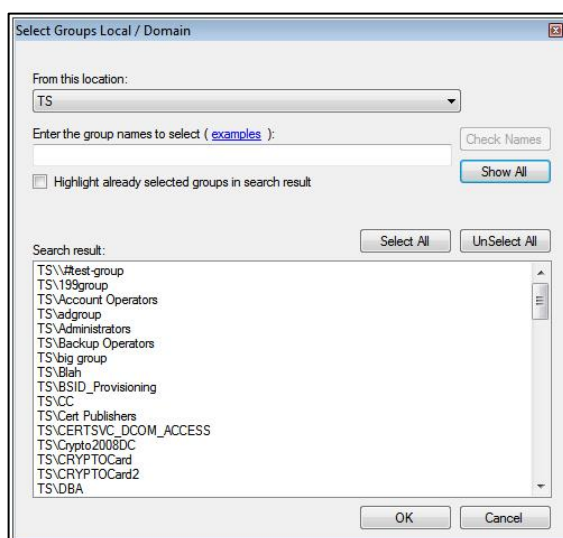 Select Groups Local / Domain
From this location:
TS
Enter the group names to select ( examples ):
Check Names
Show All
Highlight already selected groups in search result
Select All
UnSelect All
Search result:
TS\\#test-group
TS\199group
TS\Account Operators
TS\adgroup
TS\Administrators
TS\Backup Operators
TS\big group
TS\Blah
TS\BSID_Provisioning
TS\CC
TS\Cert Publishers
TS\CERTSVC_DCOM_ACCESS
TS\Crypto2008DC
TS\CRYPTOCard
TS\CRYPTOCard2
TS\DBA
OK
Cancel